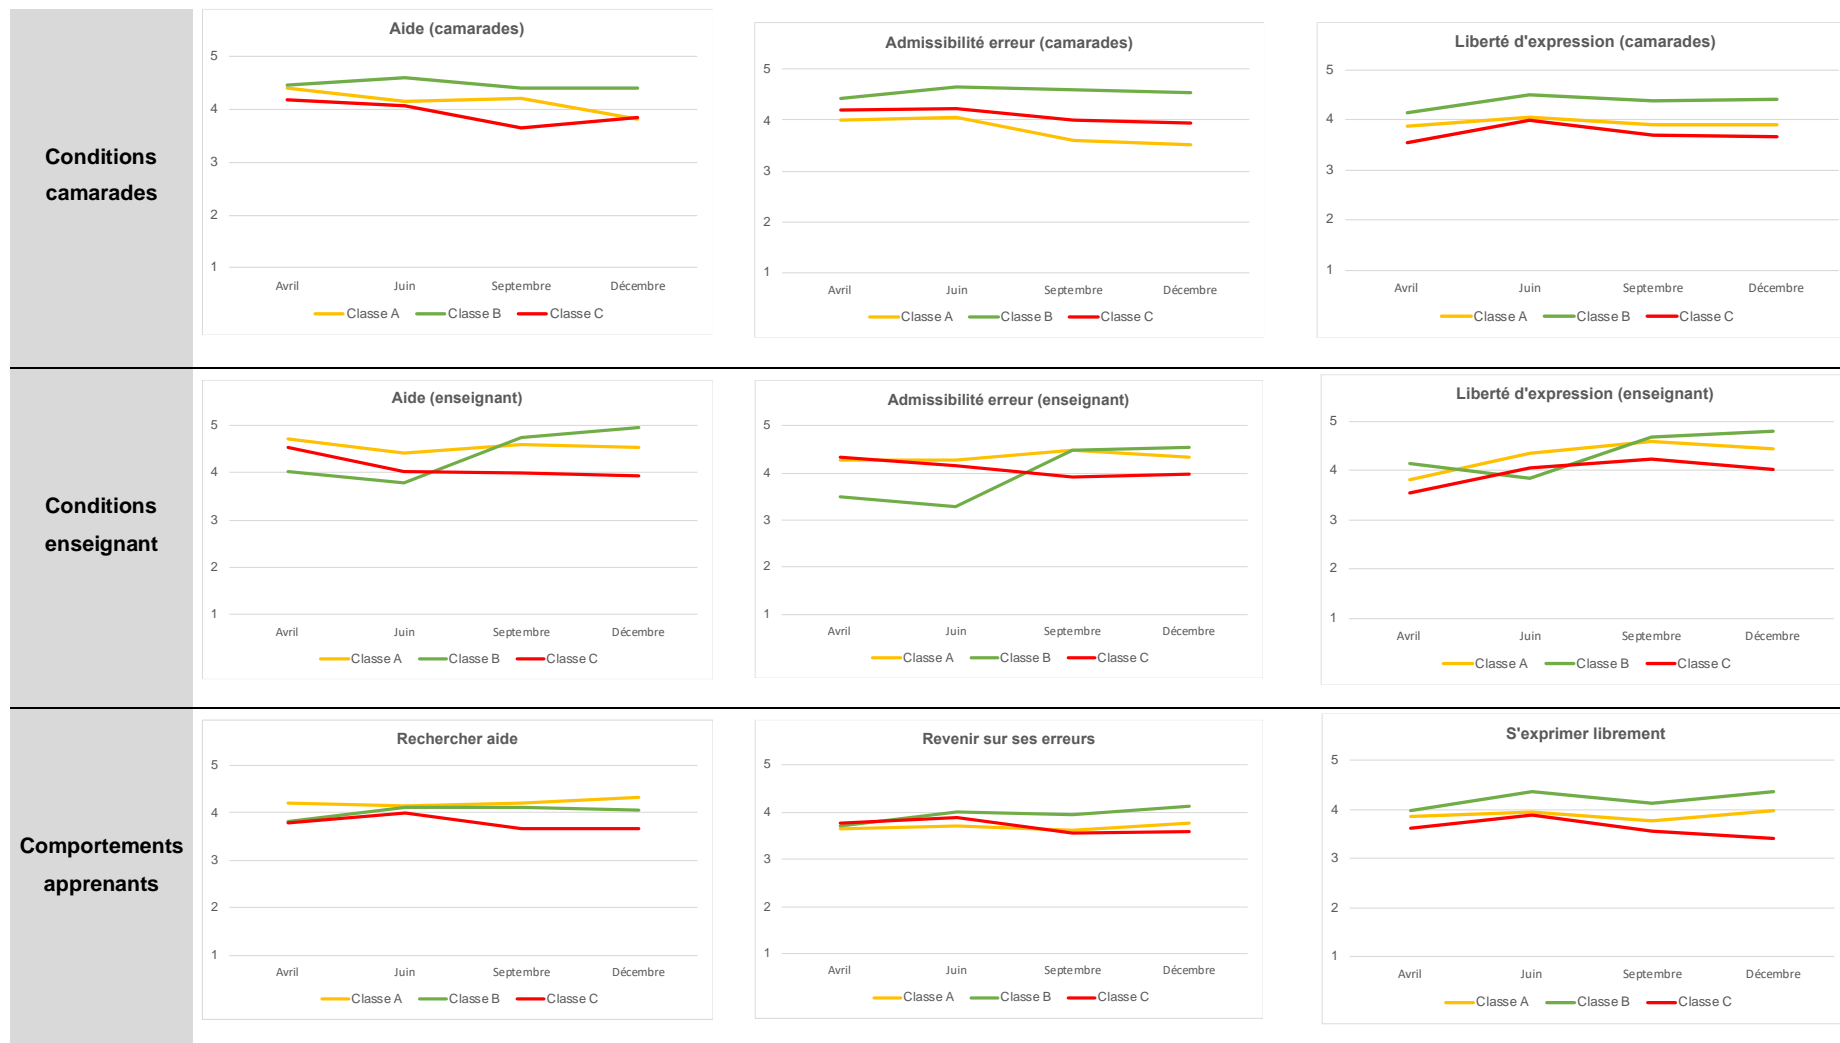 Conditions
camarades
Aide (camarades)
5
4
3
2
1
Avril Juin Septembre Décembre
Classe A Classe B Classe C
Admissibilité erreur (camarades)
5
4
3
2
1
Avril Juin Septembre Décembre
Classe A Classe B Classe C
Liberté d'expression (camarades)
5
4
3
2
1
Avril Juin Septembre Décembre
Classe A Classe B Classe C
Conditions
enseignant
Aide (enseignant)
5
4
3
2
1
Avril Juin Septembre Décembre
Classe A Classe B Classe C
Admissibilité erreur (enseignant)
5
4
3
2
1
Avril Juin Septembre Décembre
Classe A Classe B Classe C
Liberté d'expression (enseignant)
5
4
3
2
1
Avril Juin Septembre Décembre
Classe A Classe B Classe C
Comportements
apprenants
Rechercher aide
5
4
3
2
1
Avril Juin Septembre Décembre
Classe A Classe B Classe C
Revenir sur ses erreurs
5
4
3
2
1
Avril Juin Septembre Décembre
Classe A Classe B Classe C
S'exprimer librement
5
4
3
2
1
Avril Juin Septembre Décembre
Classe A Classe B Classe C